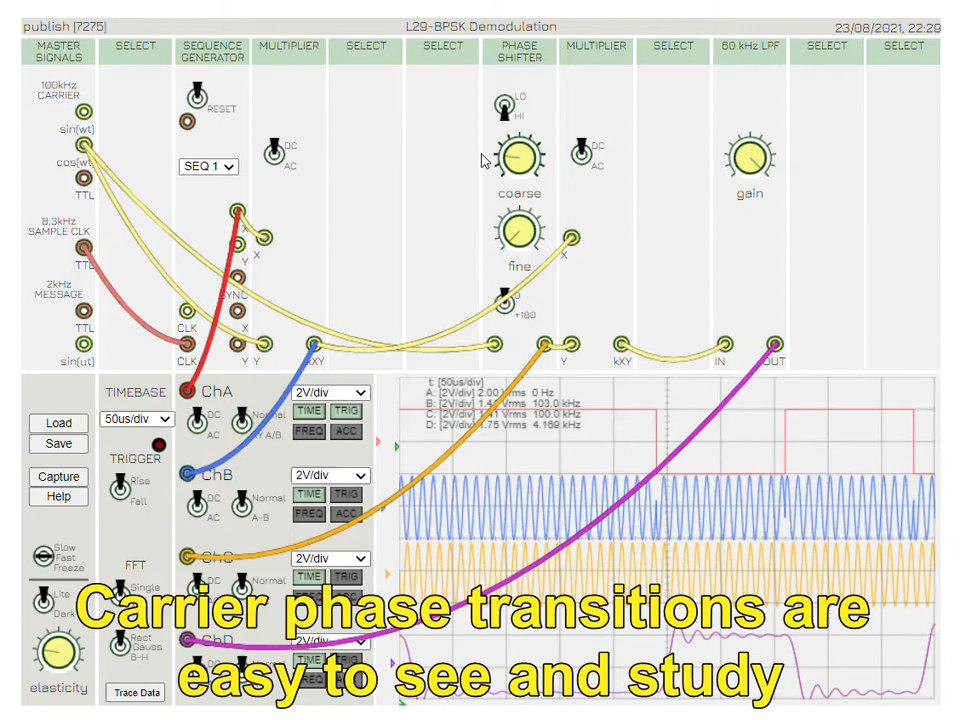 publish [7275]
L29-BPSK Demodulation
23/08/2021, 22:29
MASTER SIGNALS
SELECT
SEQUENCE GENERATOR
MULTIPLIER
SELECT
SELECT
PHASE SHIFTER
MULTIPLIER
SELECT
60 kHz LPF
SELECT
SELECT
100kHz
CARRIER
sin(wt)
cos(wt)
TTL
8.3kHz
SAMPLE CLK
TTL
2kHz
MESSAGE
TTL
sin(ut)
RESET
SEQ 1
X
Y
SYNC
X
Y
CLK
CLK
DC
AC
X
Y
kXY
LO
HI
coarse
fine
0
+180
DC
AC
X
Y
kXY
gain
IN
OUT
Load
Save
Capture
Help
Slow
Fast
Freeze
Lite
Dark
elasticity
TIMEBASE
50us/div
TRIGGER
Rise
Fall
FFT
Single
Rect
Gauss
B-H
Trace Data
ChA
2V/div
DC
AC
Normal
XY A/B
TIME
TRIG
FREQ
ACC
ChB
2V/div
DC
AC
Normal
A-B
TIME
TRIG
FREQ
ACC
ChC
2V/div
DC
Normal
TIME
TRIG
ChD
2V/div
TIME
t: [50us/div]
A: [2V/div] 2.00 Vrms 0 Hz
B: [2V/div] 1.41 Vrms 103.0 kHz
C: [2V/div] 1.41 Vrms 100.0 kHz
D: [2V/div] 1.75 Vrms 4.169 kHz
Carrier phase transitions are
easy to see and study